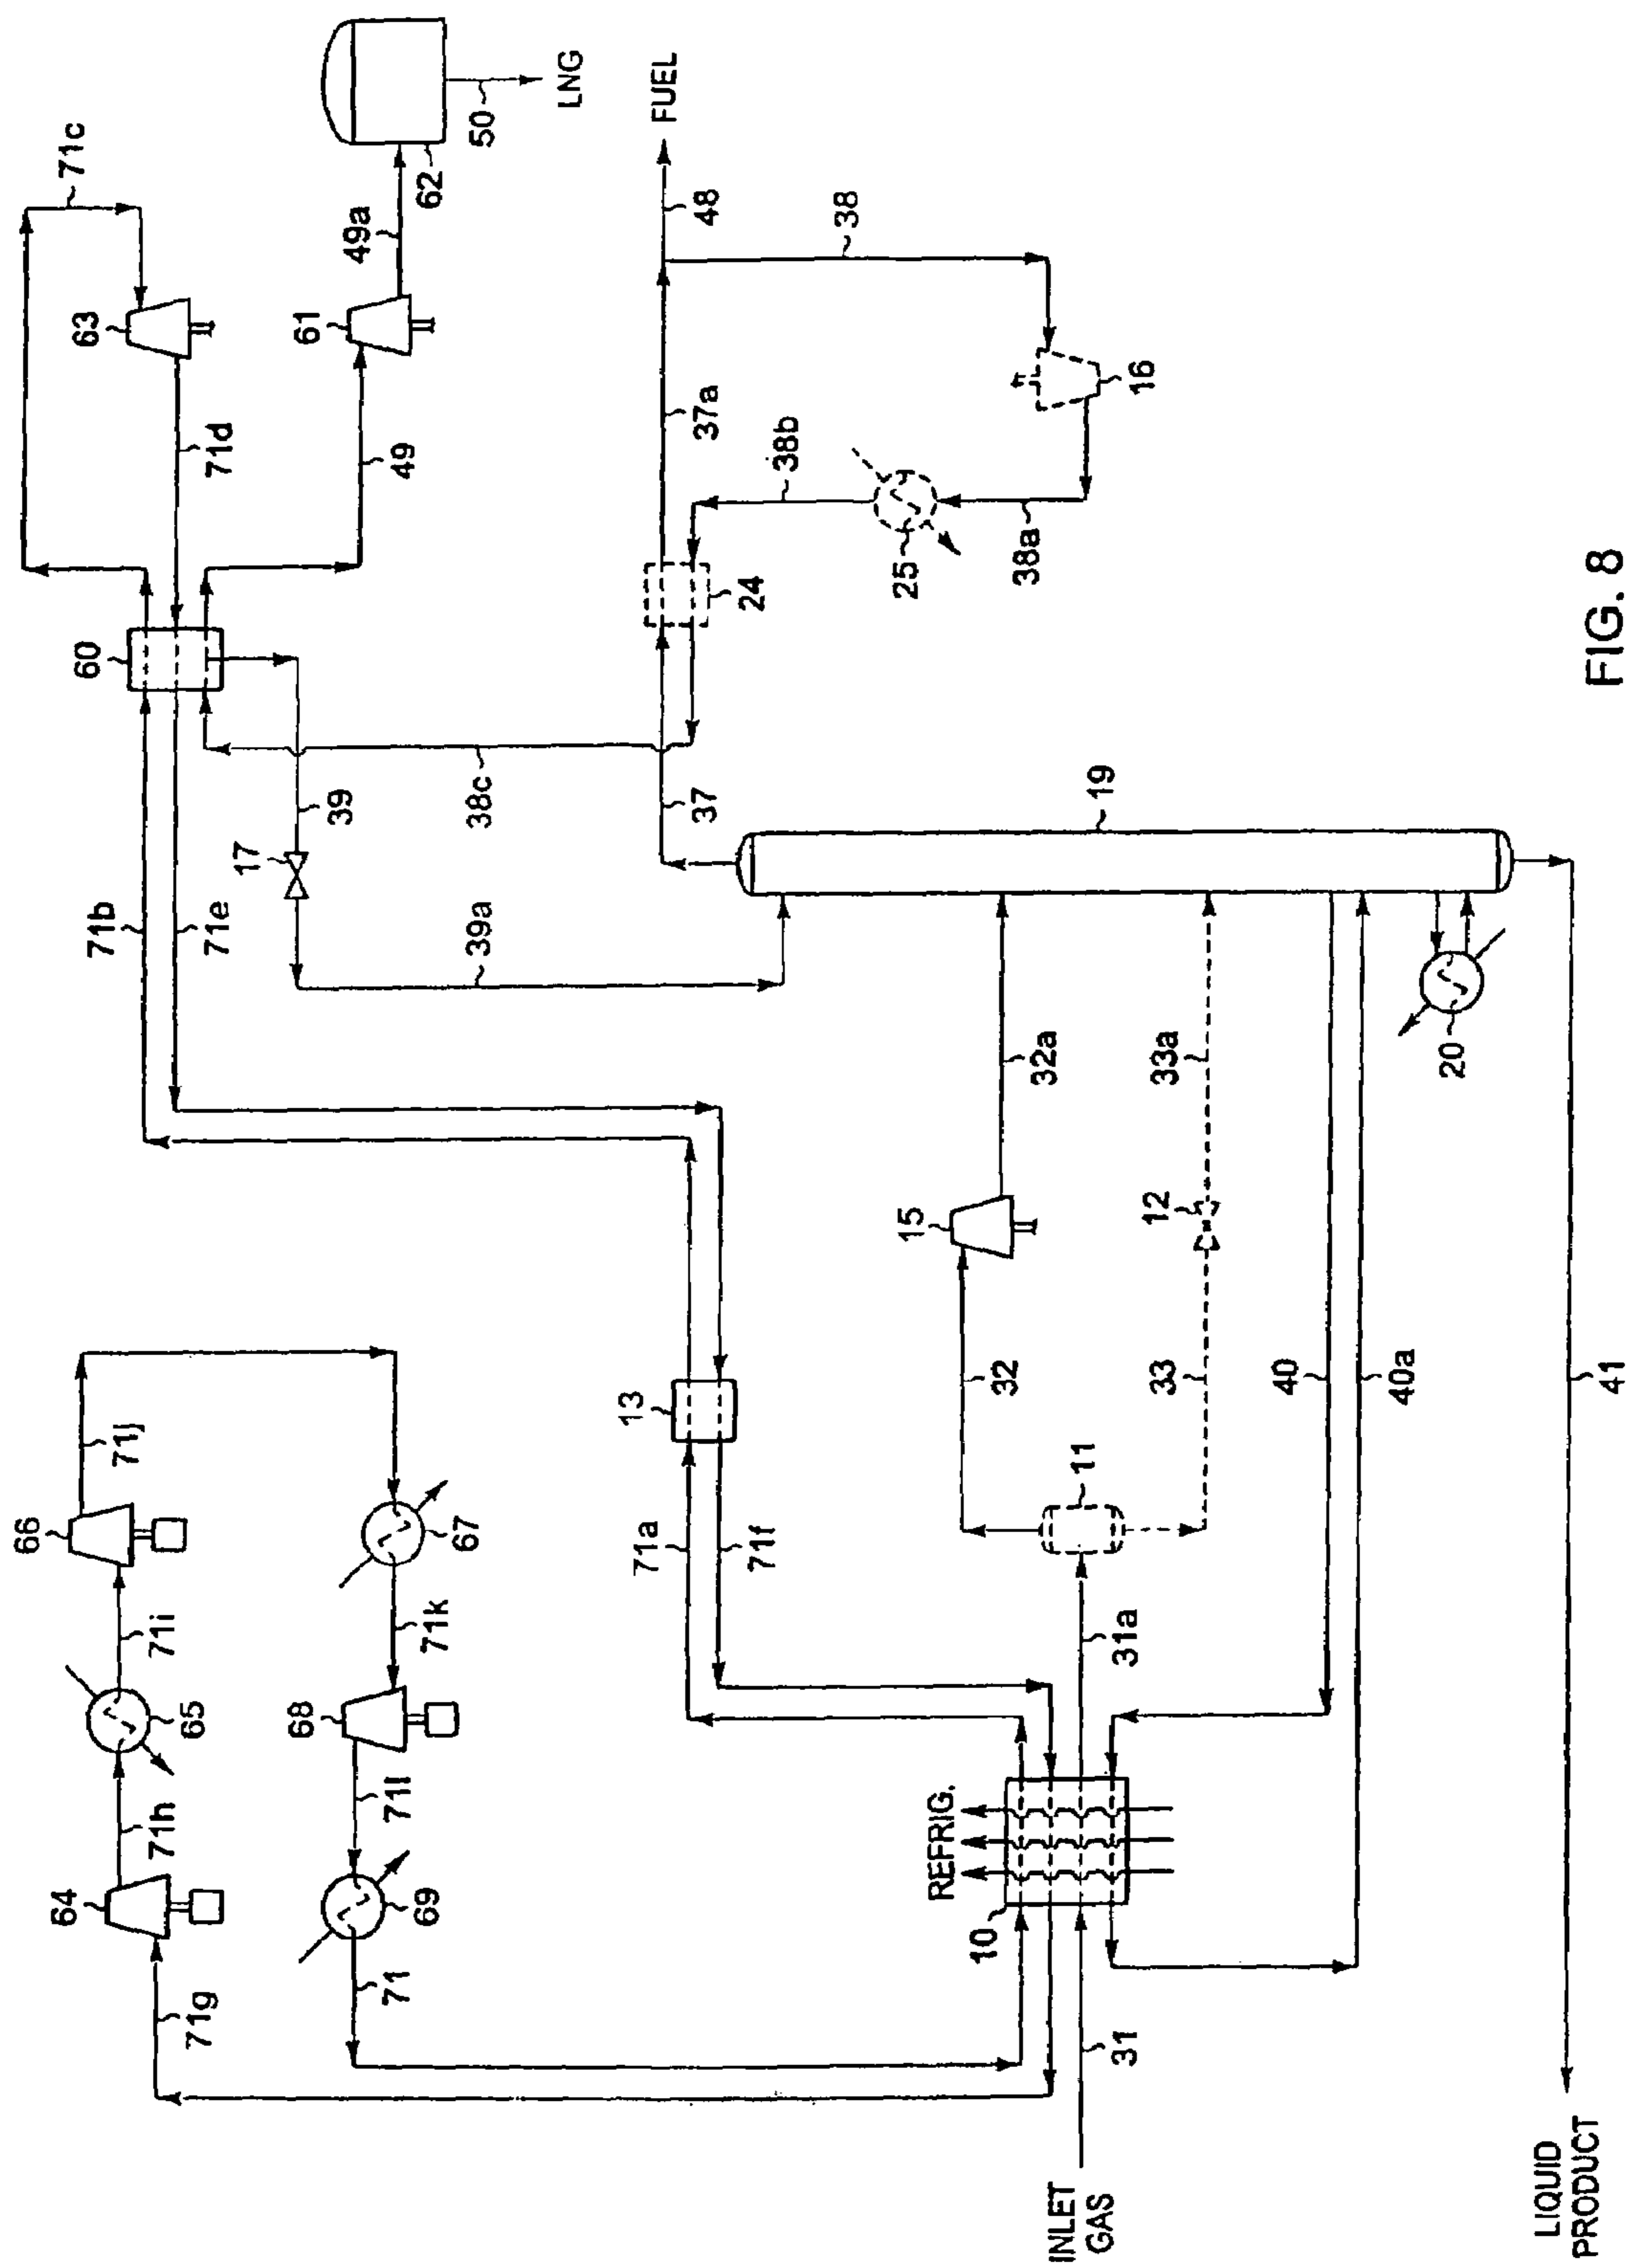 71g
64
71h
65
71i
66
71j
67
71k
68
71l
69
71
REFRIG.
10
INLET
GAS
31
31a
71a
71f
13
11
32
33
15
12
32a
33a
40
40a
41
LIQUID
PRODUCT
71b
71e
39a
17
39
38c
37
19
20
60
71d
71c
63
49
61
49a
62
50
LNG
24
37a
38b
25
38a
16
38
48
FUEL
FIG. 8